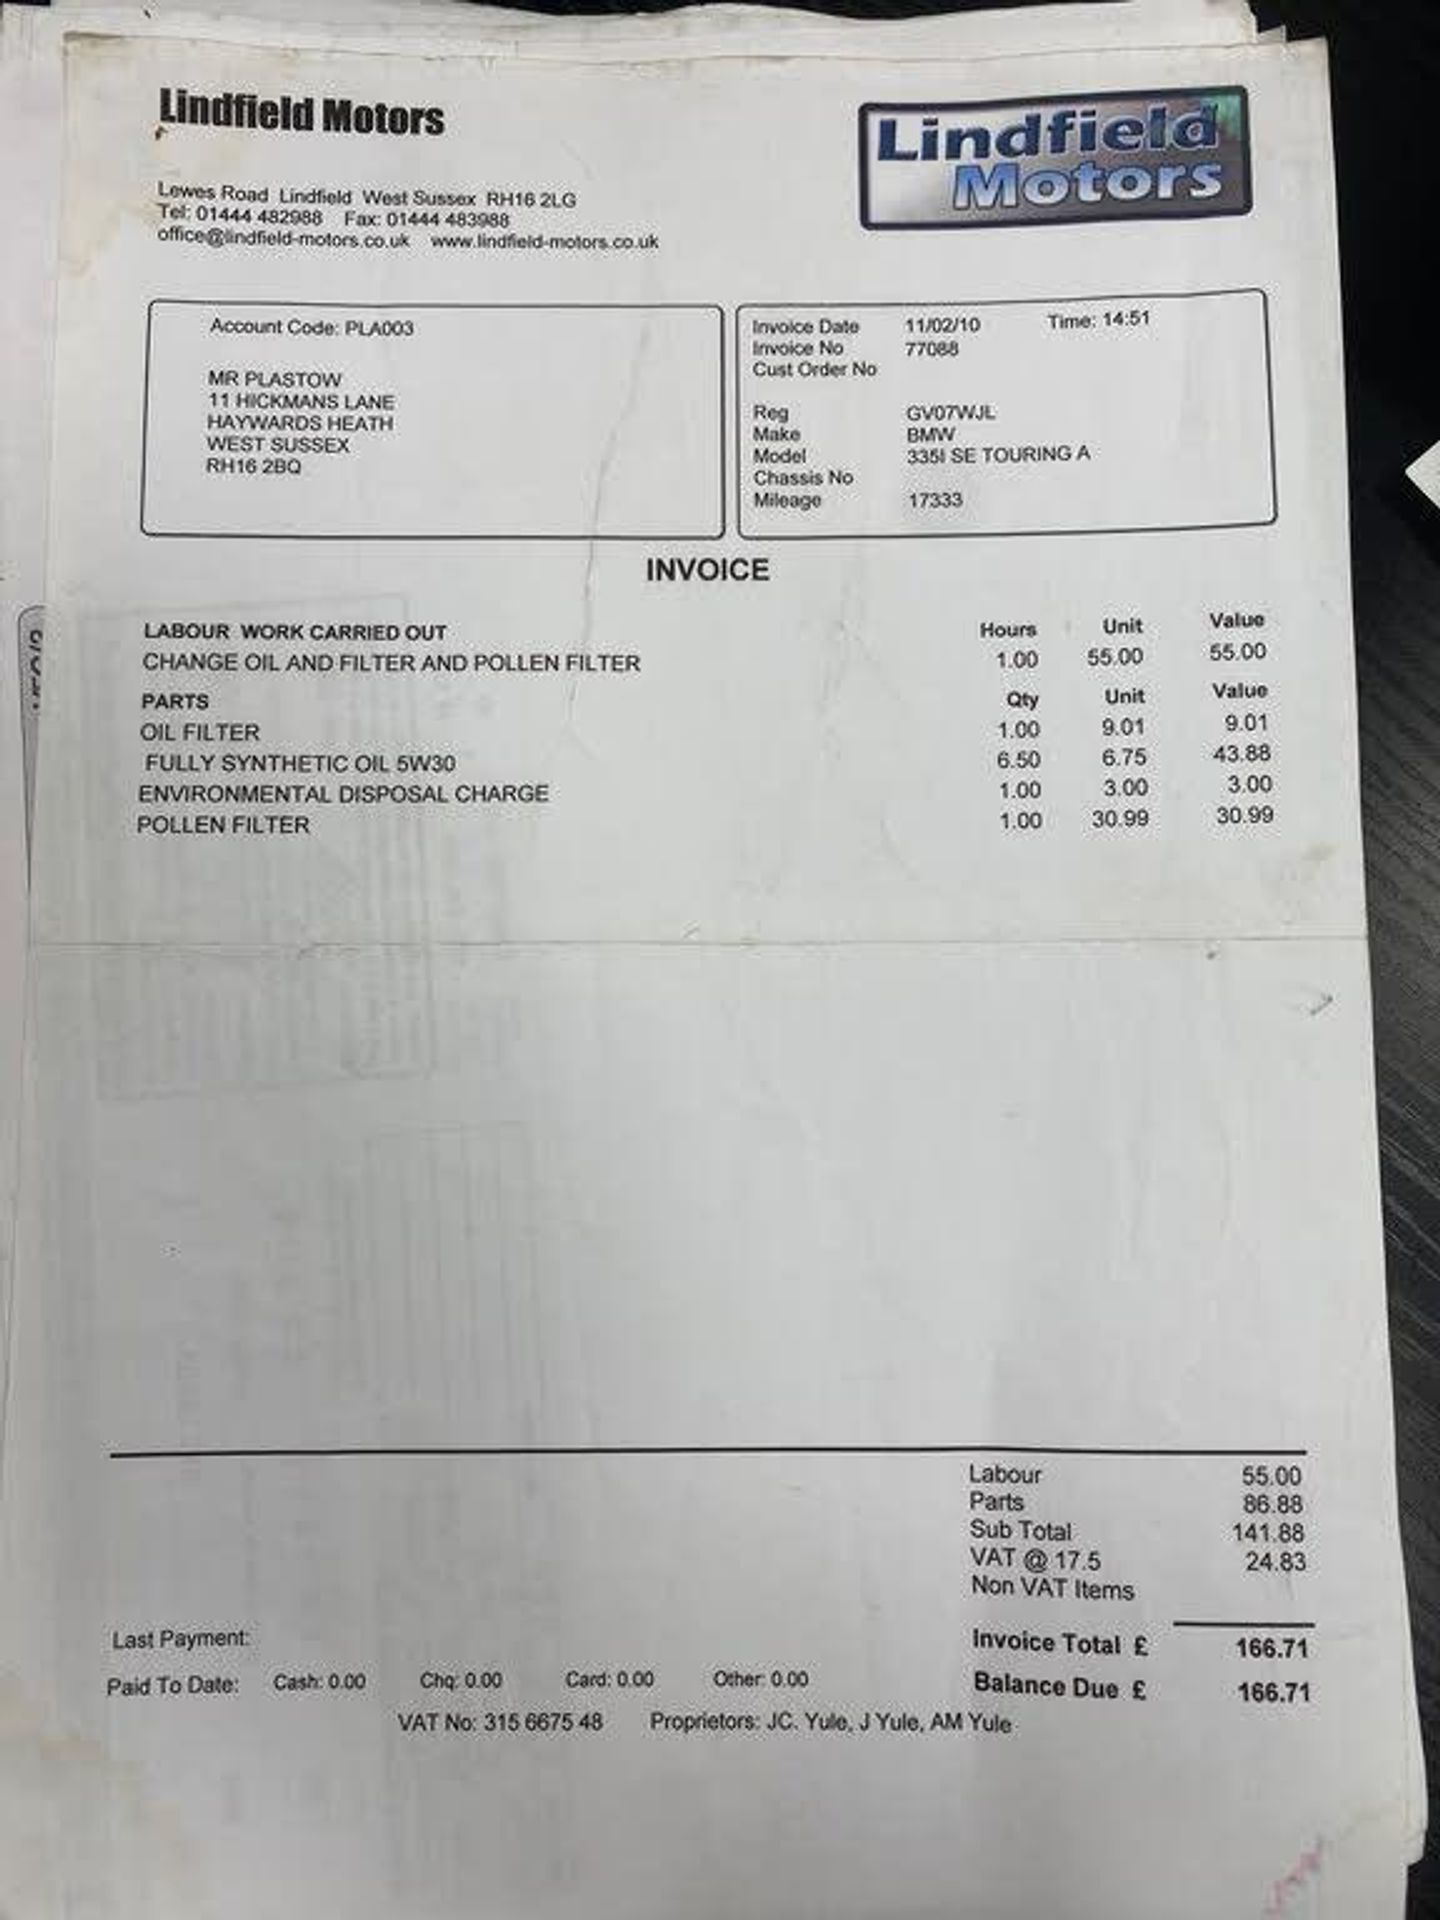 Lindfield Motors
Lindfield
Motors
Lewes Road Lindfield West Sussex RH16 2LG
Tel: 01444 482988 Fax: 01444 483988
office@lindfield-motors.co.uk www.lindfield-motors.co.uk
Account Code: PLA003
MR PLASTOW
11 HICKMANS LANE
HAYWARDS HEATH
WEST SUSSEX
RH16 2BQ
Invoice Date 11/02/10 Time: 14:51
Invoice No 77088
Cust Order No
Reg GV07WJL
Make BMW
Model 335I SE TOURING A
Chassis No
Mileage 17333
INVOICE
LABOUR WORK CARRIED OUT Hours Unit Value
CHANGE OIL AND FILTER AND POLLEN FILTER 1.00 55.00 55.00
PARTS Qty Unit Value
OIL FILTER 1.00 9.01 9.01
FULLY SYNTHETIC OIL 5W30 6.50 6.75 43.88
ENVIRONMENTAL DISPOSAL CHARGE 1.00 3.00 3.00
POLLEN FILTER 1.00 30.99 30.99
Labour 55.00
Parts 86.88
Sub Total 141.88
VAT @ 17.5 24.83
Non VAT Items
Last Payment: Invoice Total £ 166.71
Paid To Date: Cash: 0.00 Chq: 0.00 Card: 0.00 Other: 0.00 Balance Due £ 166.71
VAT No: 315 6675 48 Proprietors: JC. Yule, J Yule, AM Yule